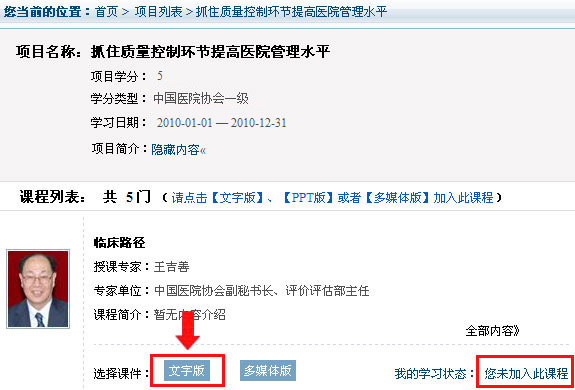 您当前的位置：首页 > 项目列表 > 抓住质量控制环节提高医院管理水平
项目名称：抓住质量控制环节提高医院管理水平
项目学分： 5
学分类型：中国医院协会一级
学习日期： 2010-01-01 — 2010-12-31
项目简介：隐藏内容«
课程列表： 共 5门 （请点击【文字版】、【PPT版】或者【多媒体版】加入此课程）
临床路径
授课专家：王吉善
专家单位：中国医院协会副秘书长、评价评估部主任
课程简介：暂无内容介绍
全部内容》
选择课件： 文字版 多媒体版 我的学习状态： 您未加入此课程